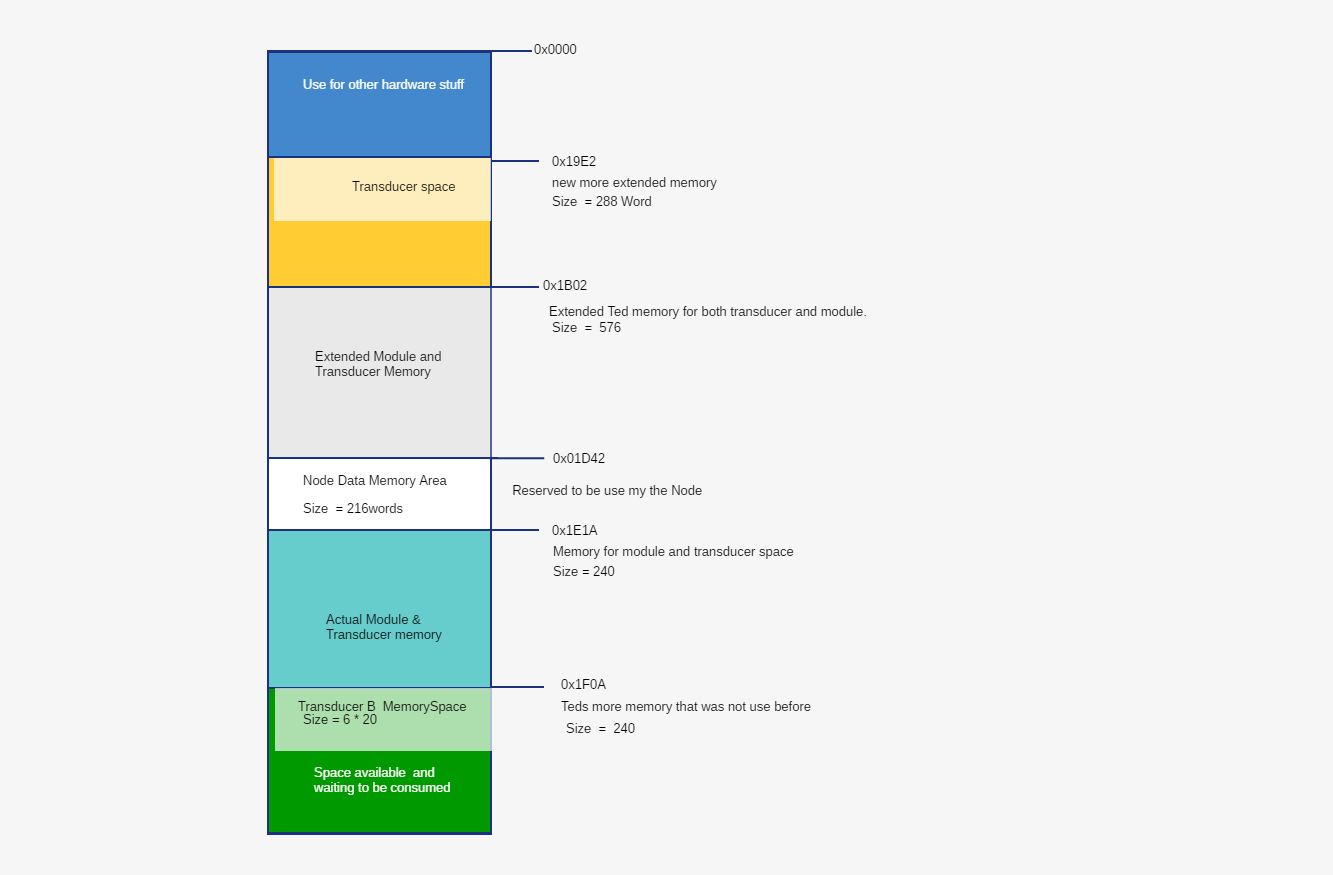 0x0000
Use for other hardware stuff
0x19E2
Transducer space
new more extended memory
Size  = 288 Word
0x1B02
Extended Ted memory for both transducer and module.
Size  =  576
Extended Module and
Transducer Memory
0x01D42
Node Data Memory Area
Reserved to be use my the Node
Size  = 216words
0x1E1A
Memory for module and transducer space
Size = 240
Actual Module &
Transducer memory
0x1F0A
Transducer B  MemorySpace
Size = 6 * 20
Teds more memory that was not use before
Size  =  240
Space available  and
waiting to be consumed